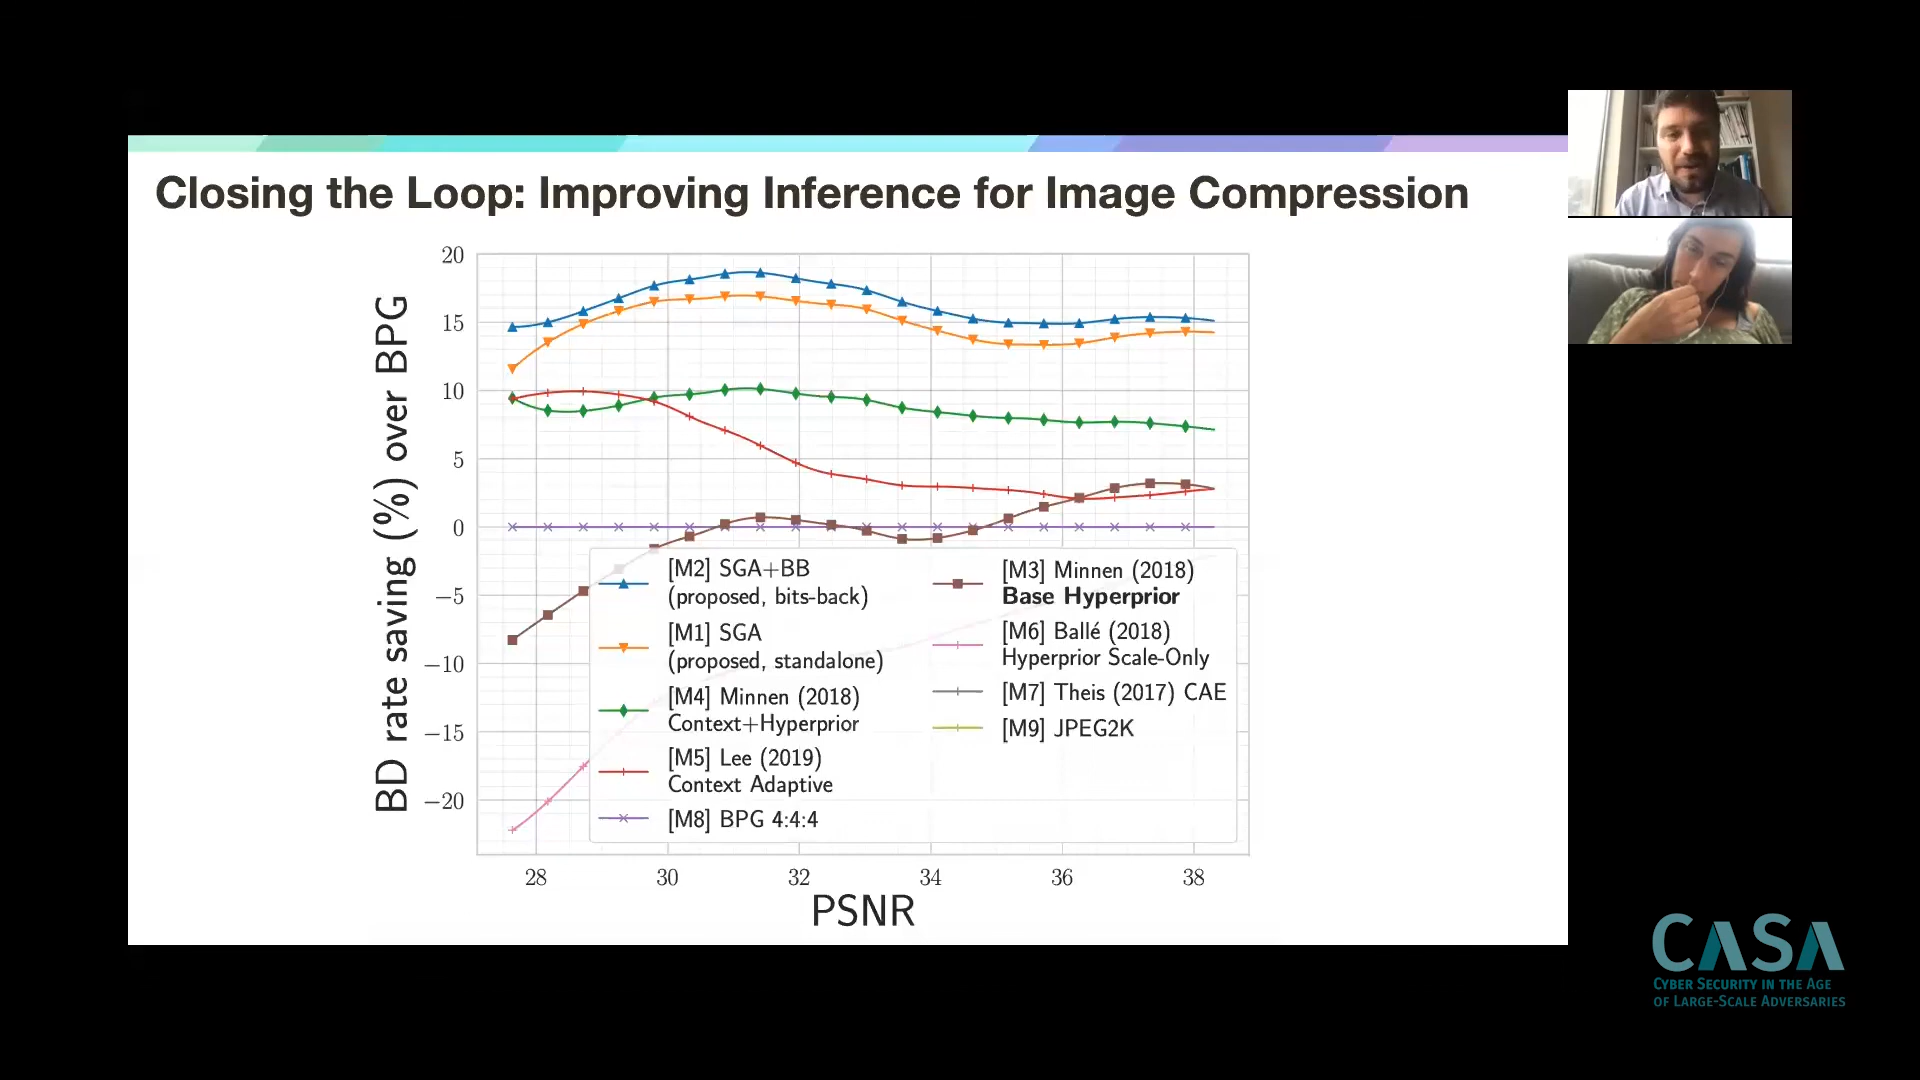 Closing the Loop: Improving Inference for Image Compression
BD rate saving (%) over BPG
20
15
10
5
0
−5
−10
−15
−20
[M2] SGA+BB
(proposed, bits-back)
[M1] SGA
(proposed, standalone)
[M4] Minnen (2018)
Context+Hyperprior
[M5] Lee (2019)
Context Adaptive
[M8] BPG 4:4:4
[M3] Minnen (2018)
Base Hyperprior
[M6] Ballé (2018)
Hyperprior Scale-Only
[M7] Theis (2017) CAE
[M9] JPEG2K
28 30 32 34 36 38
PSNR
CASA
CYBER SECURITY IN THE AGE
OF LARGE-SCALE ADVERSARIES